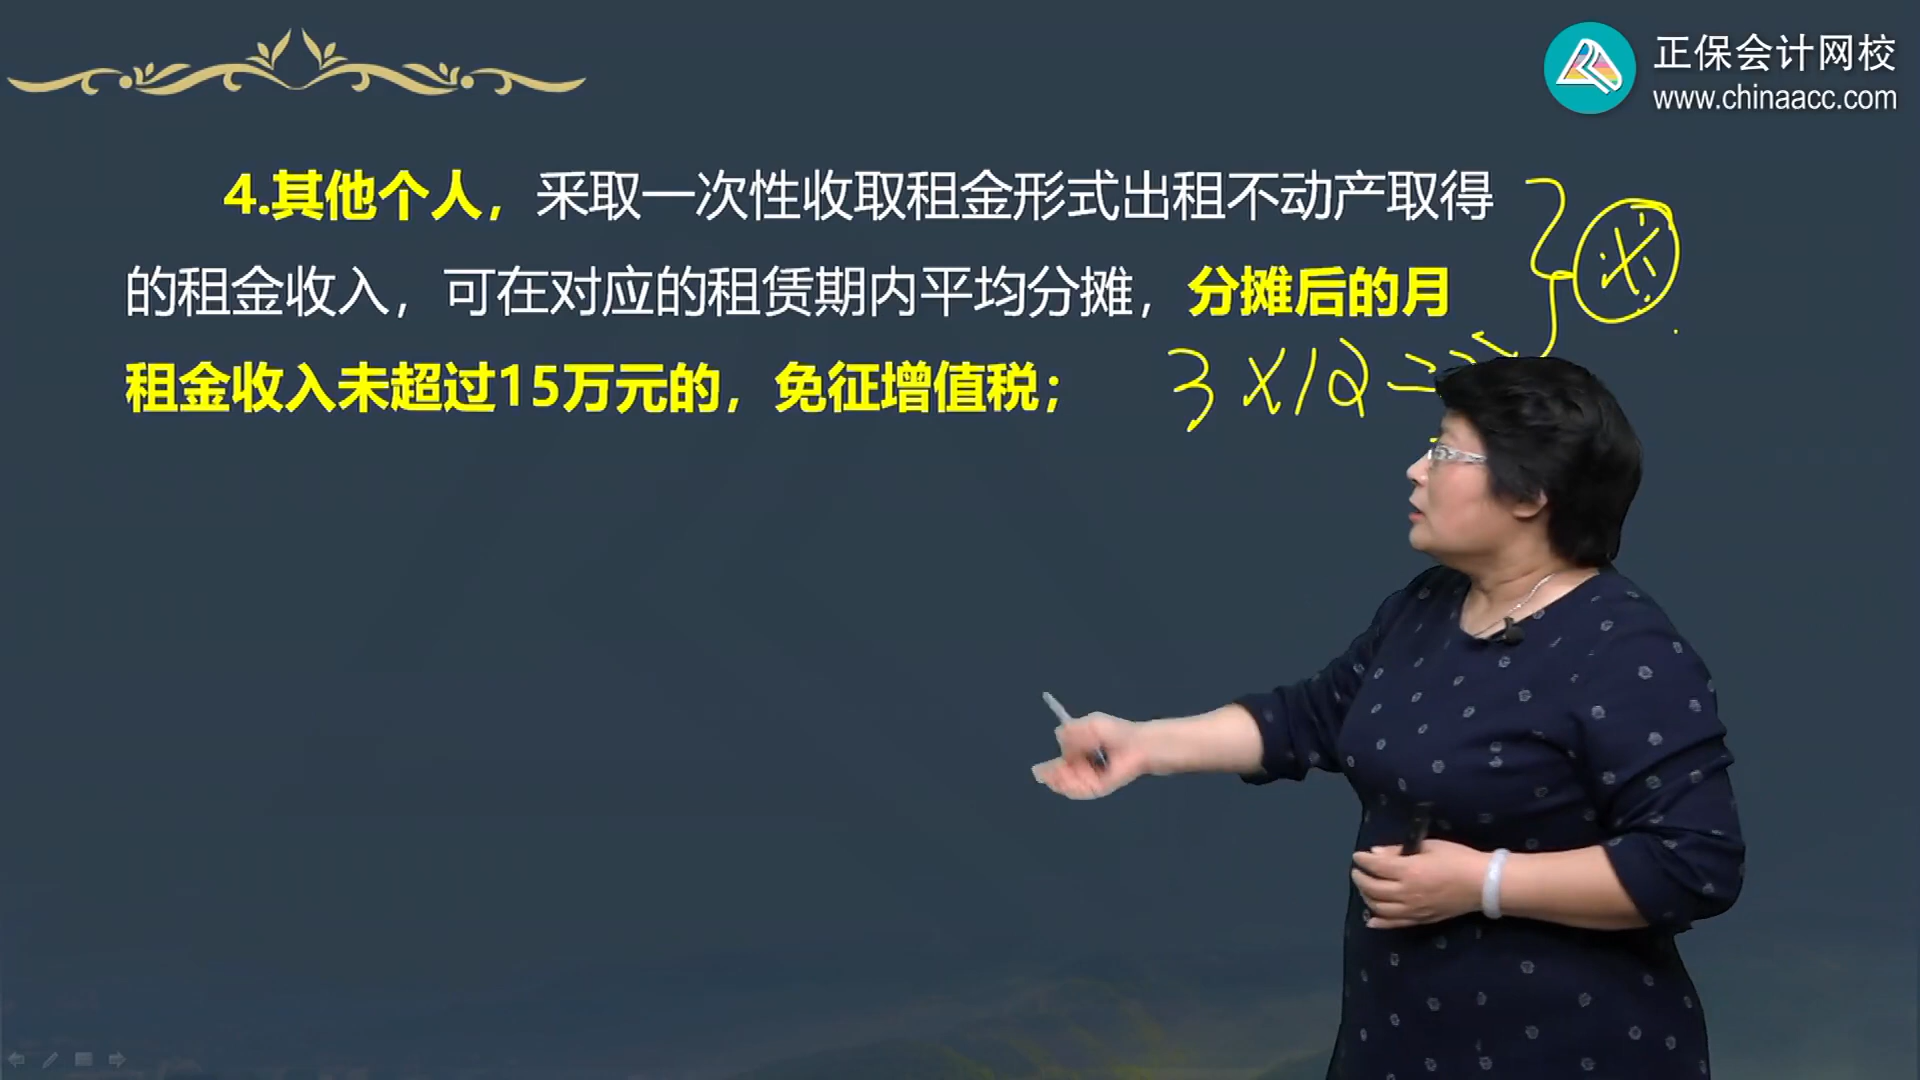 正保会计网校
www.chinaacc.com
4.其他个人，采取一次性收取租金形式出租不动产取得
的租金收入，可在对应的租赁期内平均分摊，分摊后的月
租金收入未超过15万元的，免征增值税；
3×12=